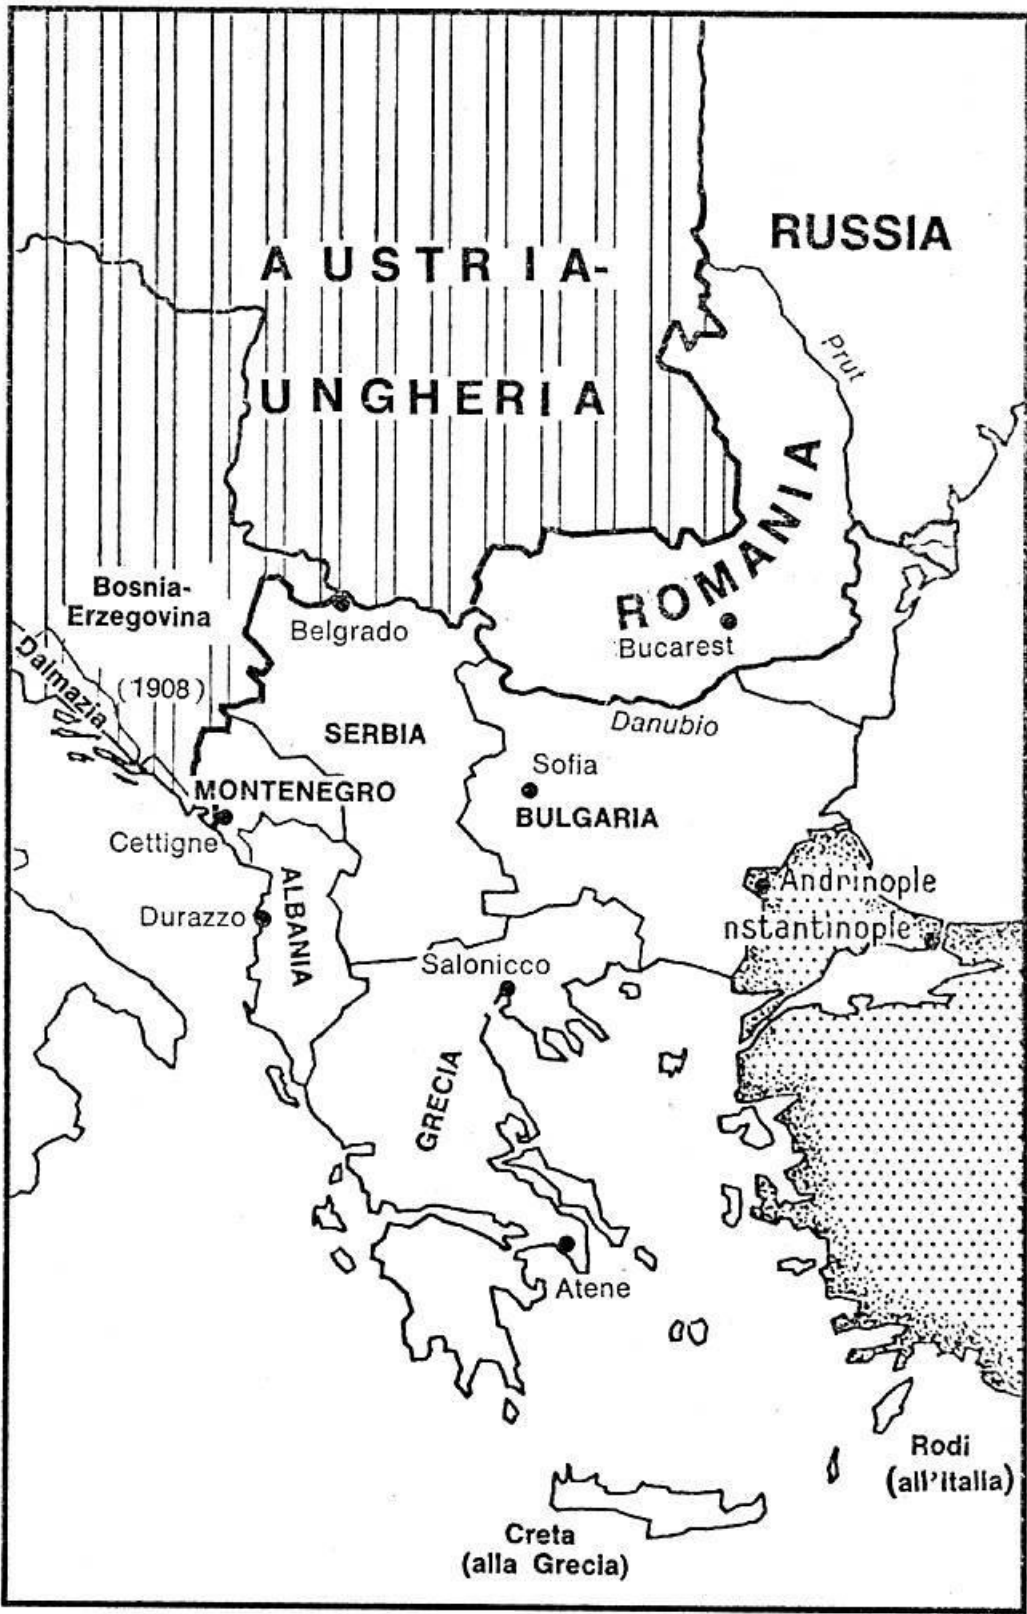 RUSSIA
AUSTRIA-
UNGHERIA
Prut
ROMANIA
Bosnia-
Erzegovina
(1908)
Dalmazia
Belgrado
Bucarest
Danubio
SERBIA
Sofia
BULGARIA
MONTENEGRO
Cettigne
ALBANIA
Durazzo
Andrinople
nstantinople
Salonicco
GRECIA
Atene
Rodi
(all'Italia)
Creta
(alla Grecia)